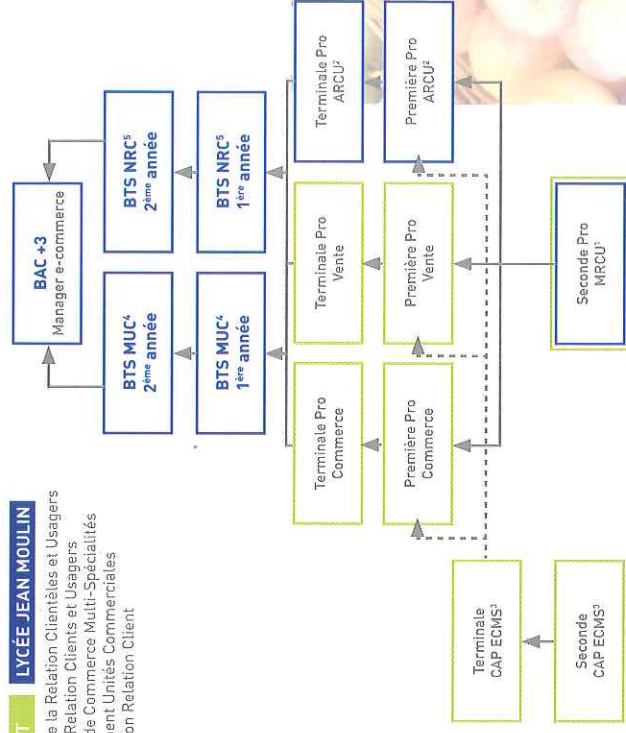 T LYCÉE JEAN MOULIN
e la Relation Clientèles et Usagers
Relation Clients et Usagers
de Commerce Multi-Spécialités
ent Unités Commerciales
on Relation Client
BAC +3
Manager e-commerce
BTS MUC⁴
2ème année
BTS NRC⁵
2ème année
BTS MUC⁴
1ère année
BTS NRC⁵
1ère année
Terminale Pro
Commerce
Terminale Pro
Vente
Terminale Pro
ARCU²
Première Pro
Commerce
Première Pro
Vente
Première Pro
ARCU²
Terminale
CAP ECMS³
Seconde
CAP ECMS³
Seconde Pro
MRCU¹